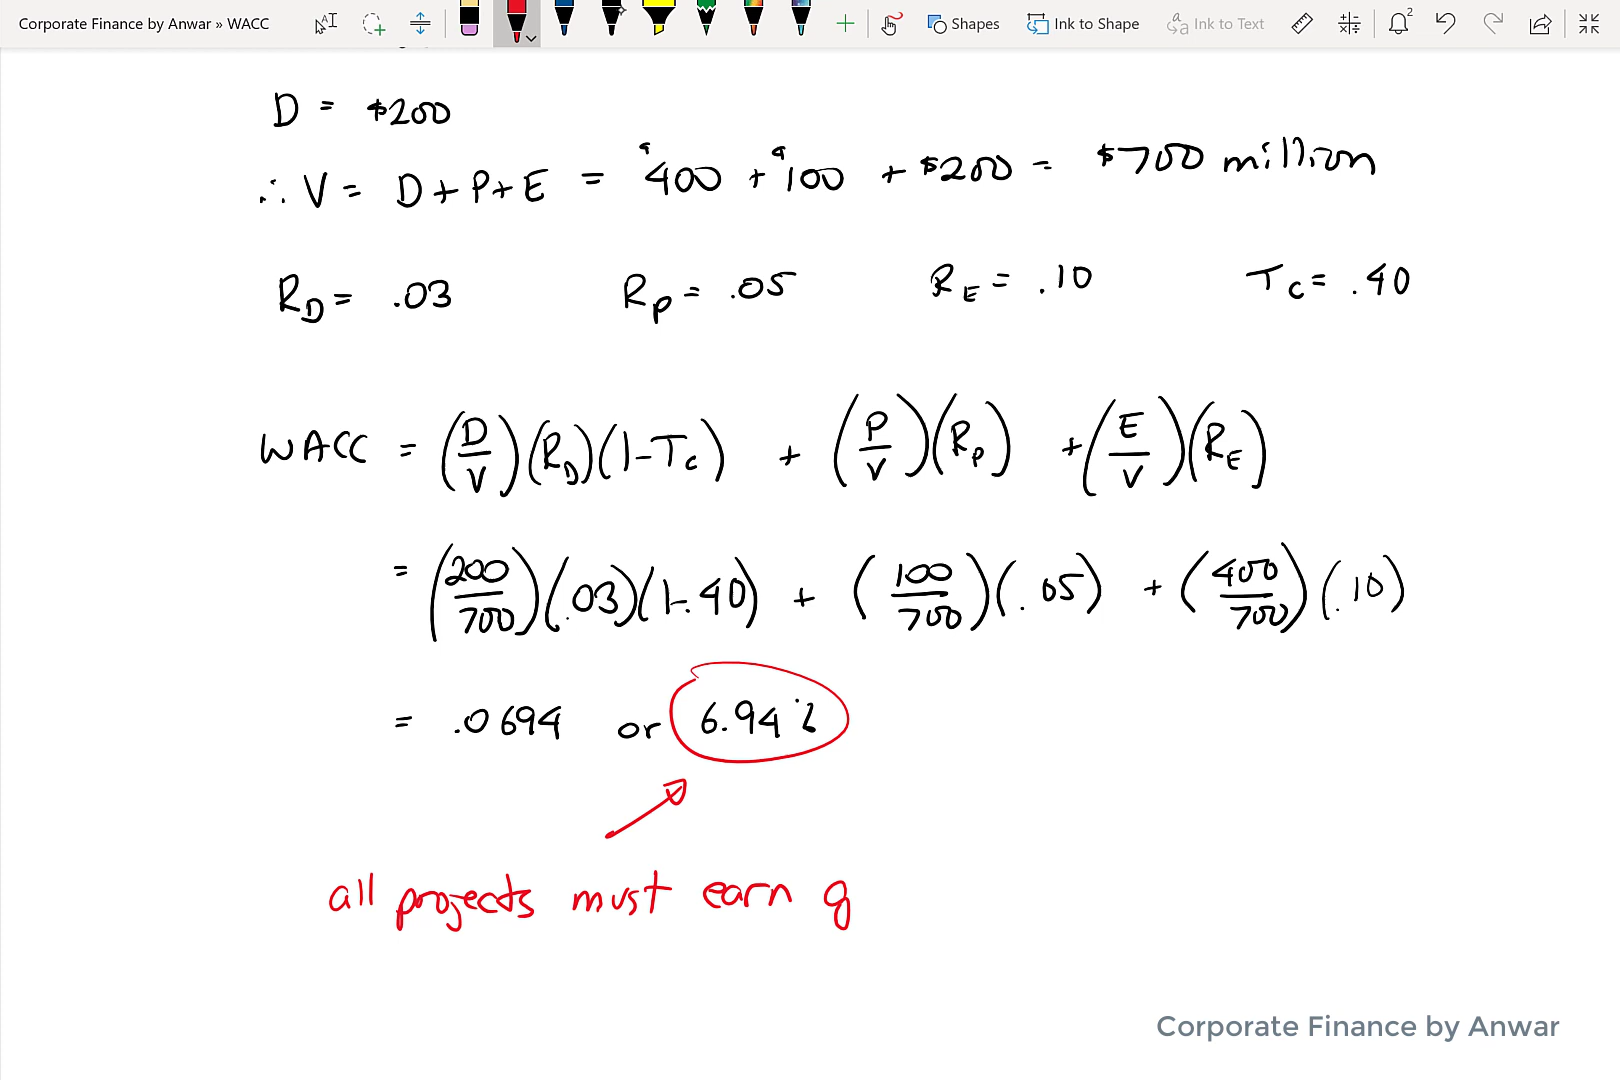 Corporate Finance by Anwar » WACC Shapes Ink to Shape Ink to Text 2
D = $200
∴ V = D + P + E = $400 + $100 + $200 = $700 million
R_D = .03 R_P = .05 R_E = .10 T_C = .40
WACC = (D/V)(R_D)(1-T_C) + (P/V)(R_P) + (E/V)(R_E)
= (200/700)(.03)(1-.40) + (100/700)(.05) + (400/700)(.10)
= .0694 or 6.94%
all projects must earn a
Corporate Finance by Anwar